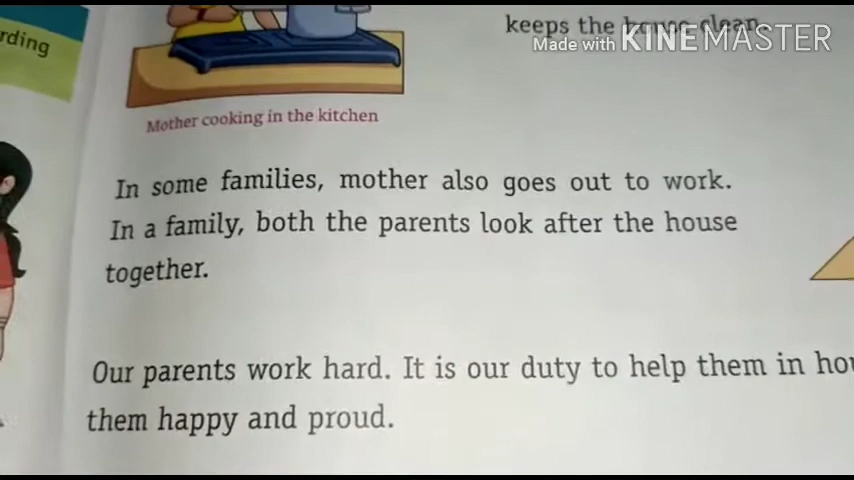 rding
keeps the house clean.
Made with KINEMASTER
Mother cooking in the kitchen
In some families, mother also goes out to work.
In a family, both the parents look after the house
together.
Our parents work hard. It is our duty to help them in
them happy and proud.